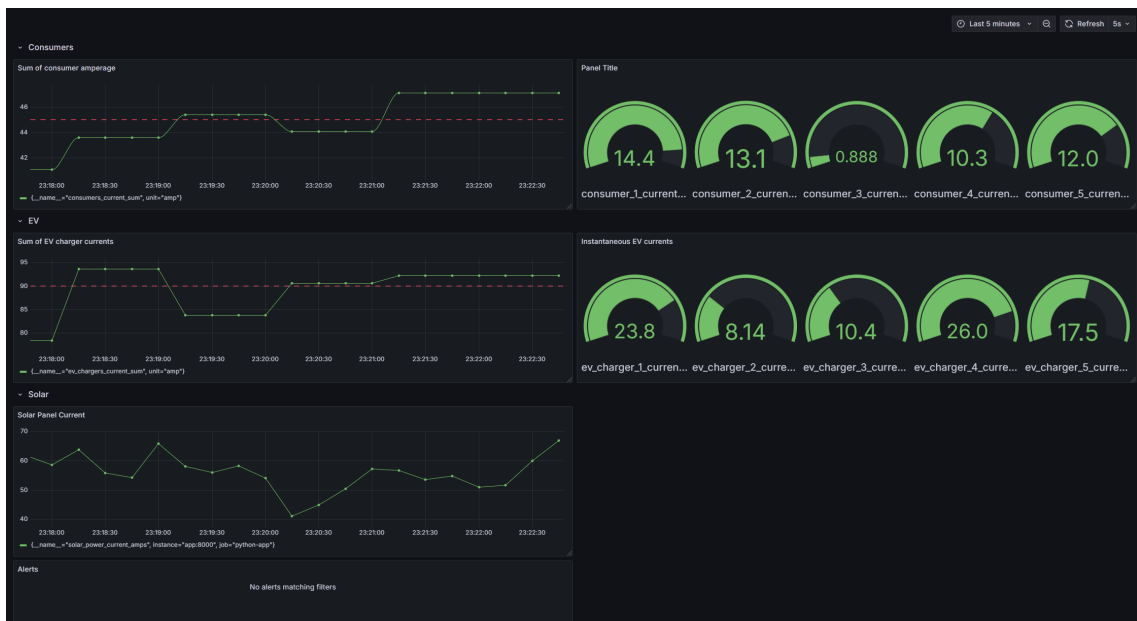 Last 5 minutes
Refresh 5s
Consumers
Sum of consumer amperage
46
44
42
23:18:00 23:18:30 23:19:00 23:19:30 23:20:00 23:20:30 23:21:00 23:21:30 23:22:00 23:22:30
{__name__="consumers_current_sum", unit="amp"}
Panel Title
14.4 13.1 0.888 10.3 12.0
consumer_1_current... consumer_2_curren... consumer_3_curren... consumer_4_curren... consumer_5_curren...
EV
Sum of EV charger currents
95
90
85
80
23:18:00 23:18:30 23:19:00 23:19:30 23:20:00 23:20:30 23:21:00 23:21:30 23:22:00 23:22:30
{__name__="ev_chargers_current_sum", unit="amp"}
Instantaneous EV currents
23.8 8.14 10.4 26.0 17.5
ev_charger_1_curren... ev_charger_2_curre... ev_charger_3_curre... ev_charger_4_curre... ev_charger_5_curre...
Solar
Solar Panel Current
70
60
50
40
23:18:00 23:18:30 23:19:00 23:19:30 23:20:00 23:20:30 23:21:00 23:21:30 23:22:00 23:22:30
{__name__="solar_power_current_amps", instance="app:8000", job="python-app"}
Alerts
No alerts matching filters